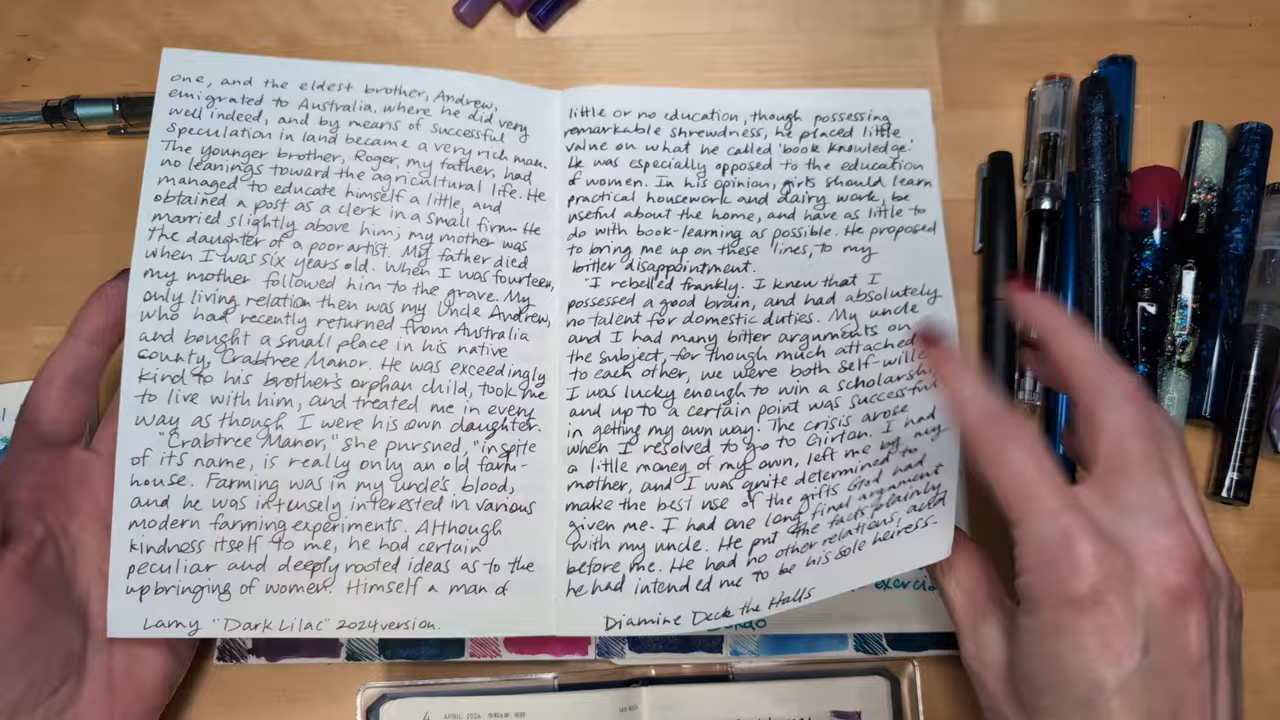 one, and the eldest brother, Andrew,
emigrated to Australia, where he did very
well indeed, and by means of successful
speculation in land became a very rich man.
The younger brother, Roger, my father, had
no leanings toward the agricultural life. He
managed to educate himself a little, and
obtained a post as a clerk in a small firm. He
married slightly above him; my mother was
the daughter of a poor artist. My father died
when I was six years old. When I was fourteen,
my mother followed him to the grave. My
only living relation then was my Uncle Andrew,
who had recently returned from Australia
and bought a small place in his native
county, Crabtree Manor. He was exceedingly
kind to his brother's orphan child, took me
to live with him, and treated me in every
way as though I were his own daughter.
"Crabtree Manor," she pursued, "in spite
of its name, is really only an old farm-
house. Farming was in my uncle's blood,
and he was intensely interested in various
modern farming experiments. Although
kindness itself to me, he had certain
peculiar and deeply rooted ideas as to the
upbringing of women. Himself a man of
Lamy "Dark Lilac" 2024 version.
little or no education, though possessing
remarkable shrewdness, he placed little
value on what he called 'book knowledge.'
He was especially opposed to the education
of women. In his opinion, girls should learn
practical housework and dairy work, be
useful about the home, and have as little to
do with book-learning as possible. He proposed
to bring me up on these lines, to my
bitter disappointment.
"I rebelled frankly. I knew that I
possessed a good brain, and had absolutely
no talent for domestic duties. My uncle
and I had many bitter arguments on
the subject, for though much attached
to each other, we were both self-wille
I was lucky enough to win a scholarshi
and up to a certain point was successful
in getting my own way. The crisis arose
when I resolved to go to Girton. I had
a little money of my own, left me by my
mother, and I was quite determined to
make the best use of the gifts God had
given me. I had one long final argument
with my uncle. He put the facts plainly
before me. He had no other relations, and
he had intended me to be his sole heiress.
Diamine Deck the Halls
exercis
4 APRIL 2024